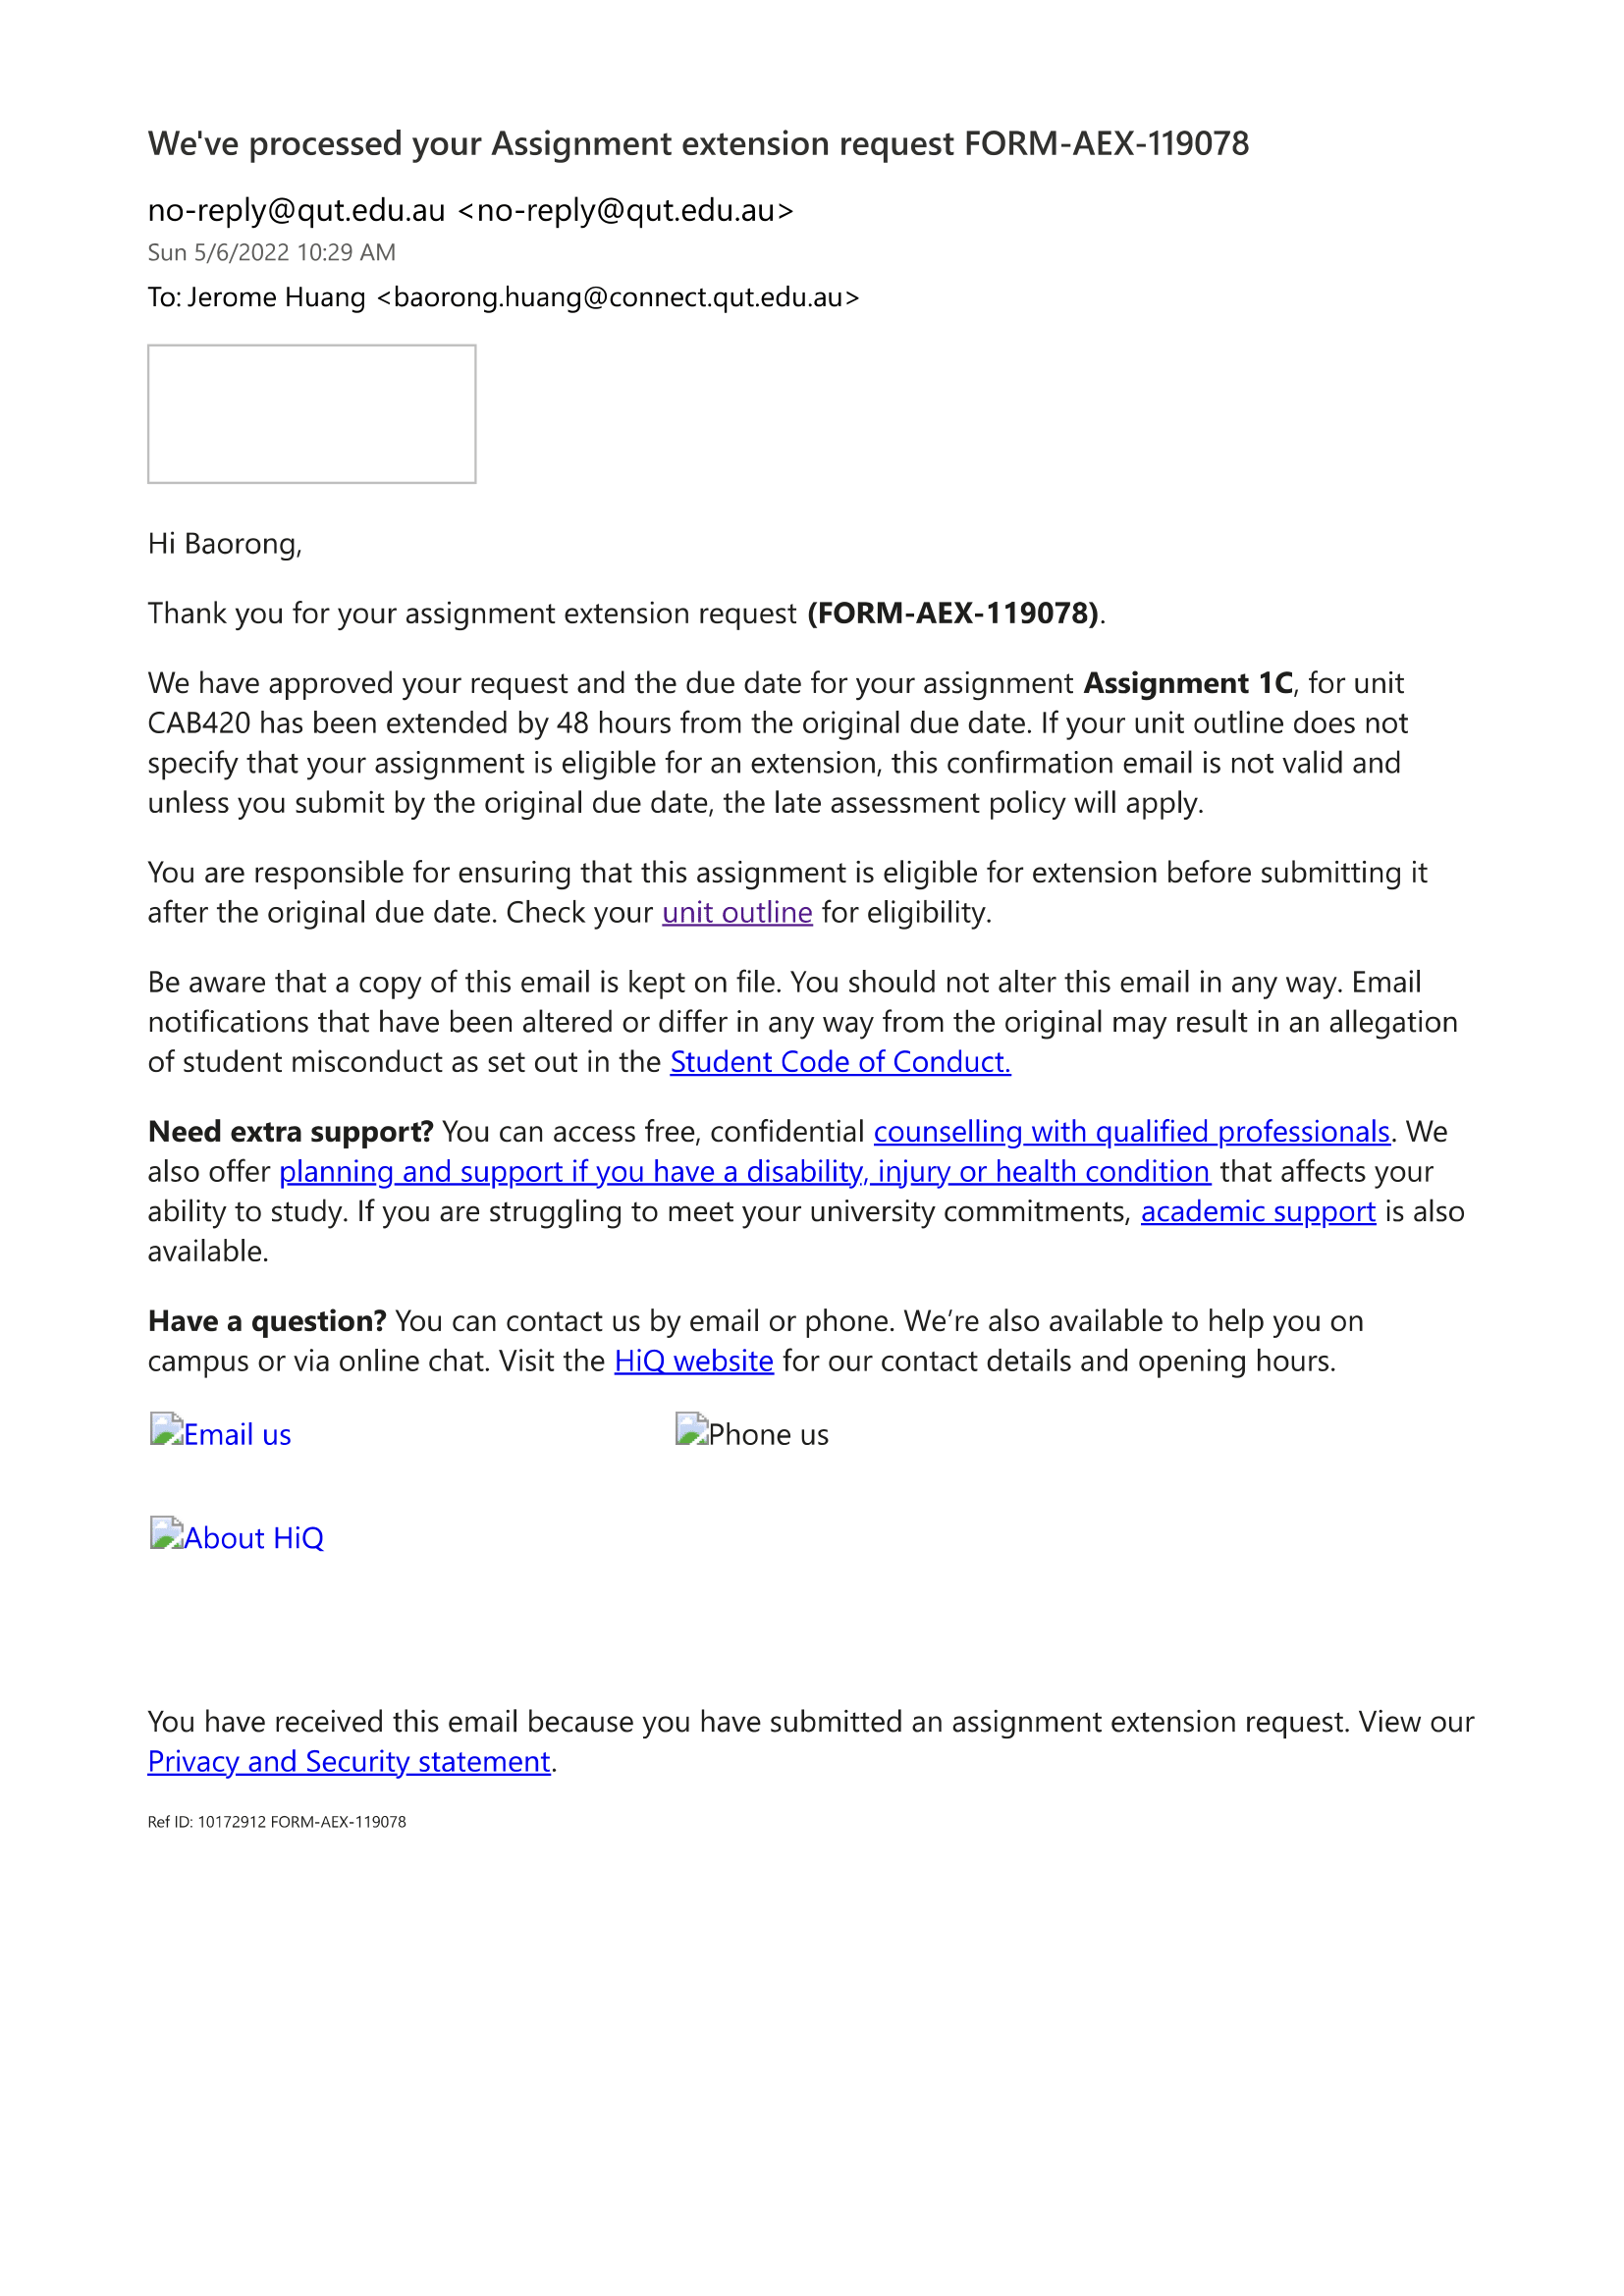 We've processed your Assignment extension request FORM-AEX-119078
no-reply@qut.edu.au <no-reply@qut.edu.au>
Sun 5/6/2022 10:29 AM
To: Jerome Huang <baorong.huang@connect.qut.edu.au>
Hi Baorong,
Thank you for your assignment extension request (FORM-AEX-119078).
We have approved your request and the due date for your assignment Assignment 1C, for unit
CAB420 has been extended by 48 hours from the original due date. If your unit outline does not
specify that your assignment is eligible for an extension, this confirmation email is not valid and
unless you submit by the original due date, the late assessment policy will apply.
You are responsible for ensuring that this assignment is eligible for extension before submitting it
after the original due date. Check your unit outline for eligibility.
Be aware that a copy of this email is kept on file. You should not alter this email in any way. Email
notifications that have been altered or differ in any way from the original may result in an allegation
of student misconduct as set out in the Student Code of Conduct.
Need extra support? You can access free, confidential counselling with qualified professionals. We
also offer planning and support if you have a disability, injury or health condition that affects your
ability to study. If you are struggling to meet your university commitments, academic support is also
available.
Have a question? You can contact us by email or phone. We’re also available to help you on
campus or via online chat. Visit the HiQ website for our contact details and opening hours.
Email us Phone us
About HiQ
You have received this email because you have submitted an assignment extension request. View our
Privacy and Security statement.
Ref ID: 10172912 FORM-AEX-119078